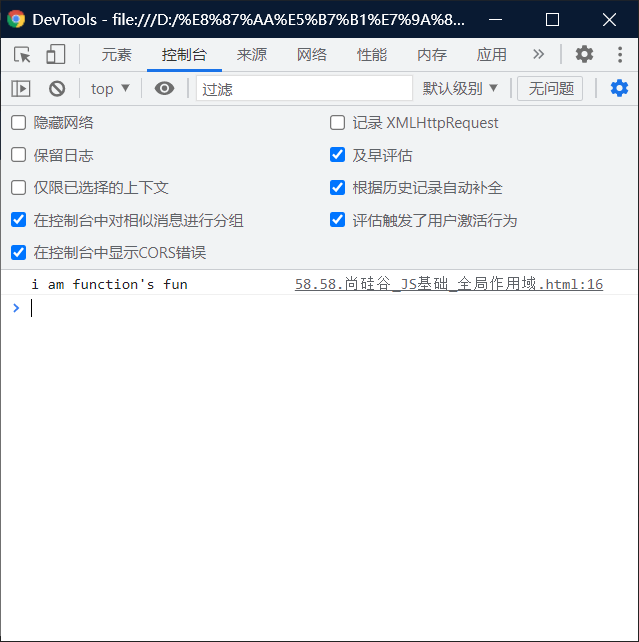 DevTools - file:///D:/%E8%87%AA%E5%B7%B1%E7%9A%8...
元素 控制台 来源 网络 性能 内存 应用 »
top ▼ 过滤 默认级别 ▼ 无问题
隐藏网络 记录 XMLHttpRequest
保留日志 及早评估
仅限已选择的上下文 根据历史记录自动补全
在控制台中对相似消息进行分组 评估触发了用户激活行为
在控制台中显示CORS错误
i am function's fun 58.58.尚硅谷_JS基础_全局作用域.html:16
>